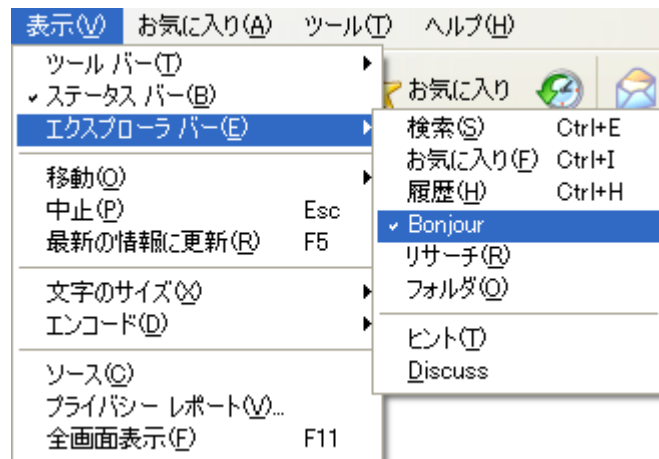 表示(V) お気に入り(A) ツール(T) ヘルプ(H)
お気に入り
ツール バー(T)
ステータス バー(B)
エクスプローラ バー(E)
移動(O)
中止(P) Esc
最新の情報に更新(R) F5
文字のサイズ(X)
エンコード(D)
ソース(C)
プライバシー レポート(V)...
全画面表示(F) F11
検索(S) Ctrl+E
お気に入り(F) Ctrl+I
履歴(H) Ctrl+H
Bonjour
リサーチ(R)
フォルダ(O)
ヒント(T)
Discuss